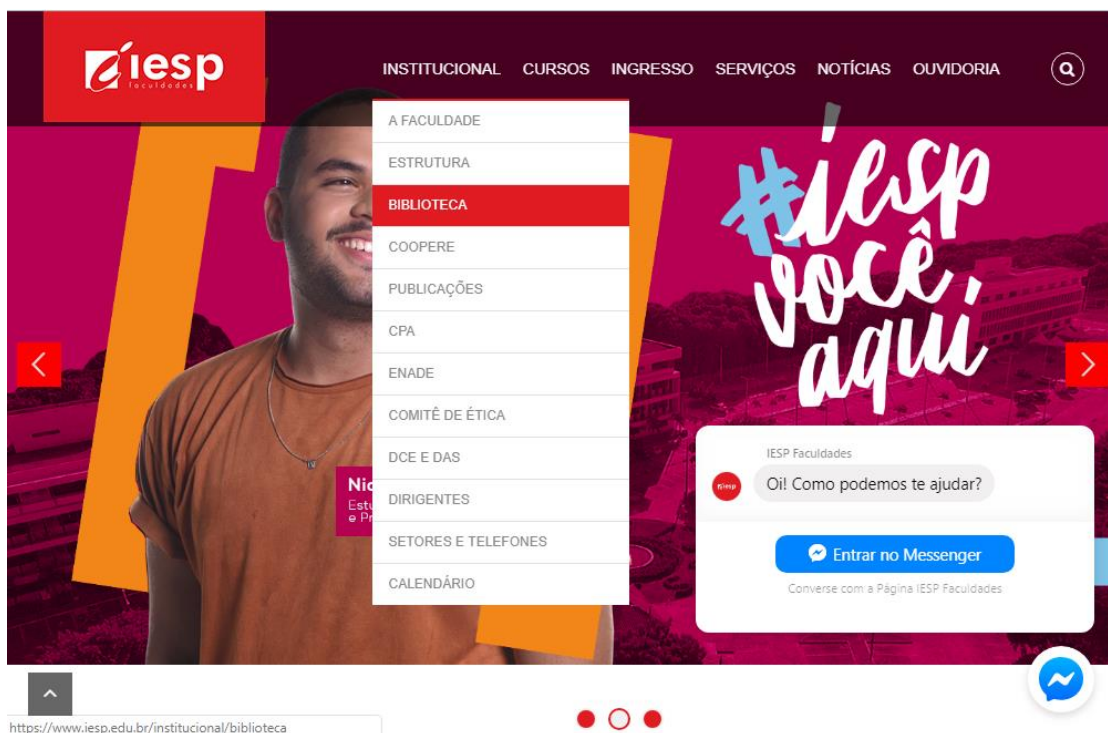 iesp
faculdades
INSTITUCIONAL CURSOS INGRESSO SERVIÇOS NOTÍCIAS OUVIDORIA
A FACULDADE
ESTRUTURA
BIBLIOTECA
COOPERE
PUBLICAÇÕES
CPA
ENADE
COMITÊ DE ÉTICA
DCE E DAS
DIRIGENTES
SETORES E TELEFONES
CALENDÁRIO
#iesp
você,
aqui
IESP Faculdades
iesp
Oi! Como podemos te ajudar?
Entrar no Messenger
Converse com a Página IESP Faculdades
https://www.iesp.edu.br/institucional/biblioteca